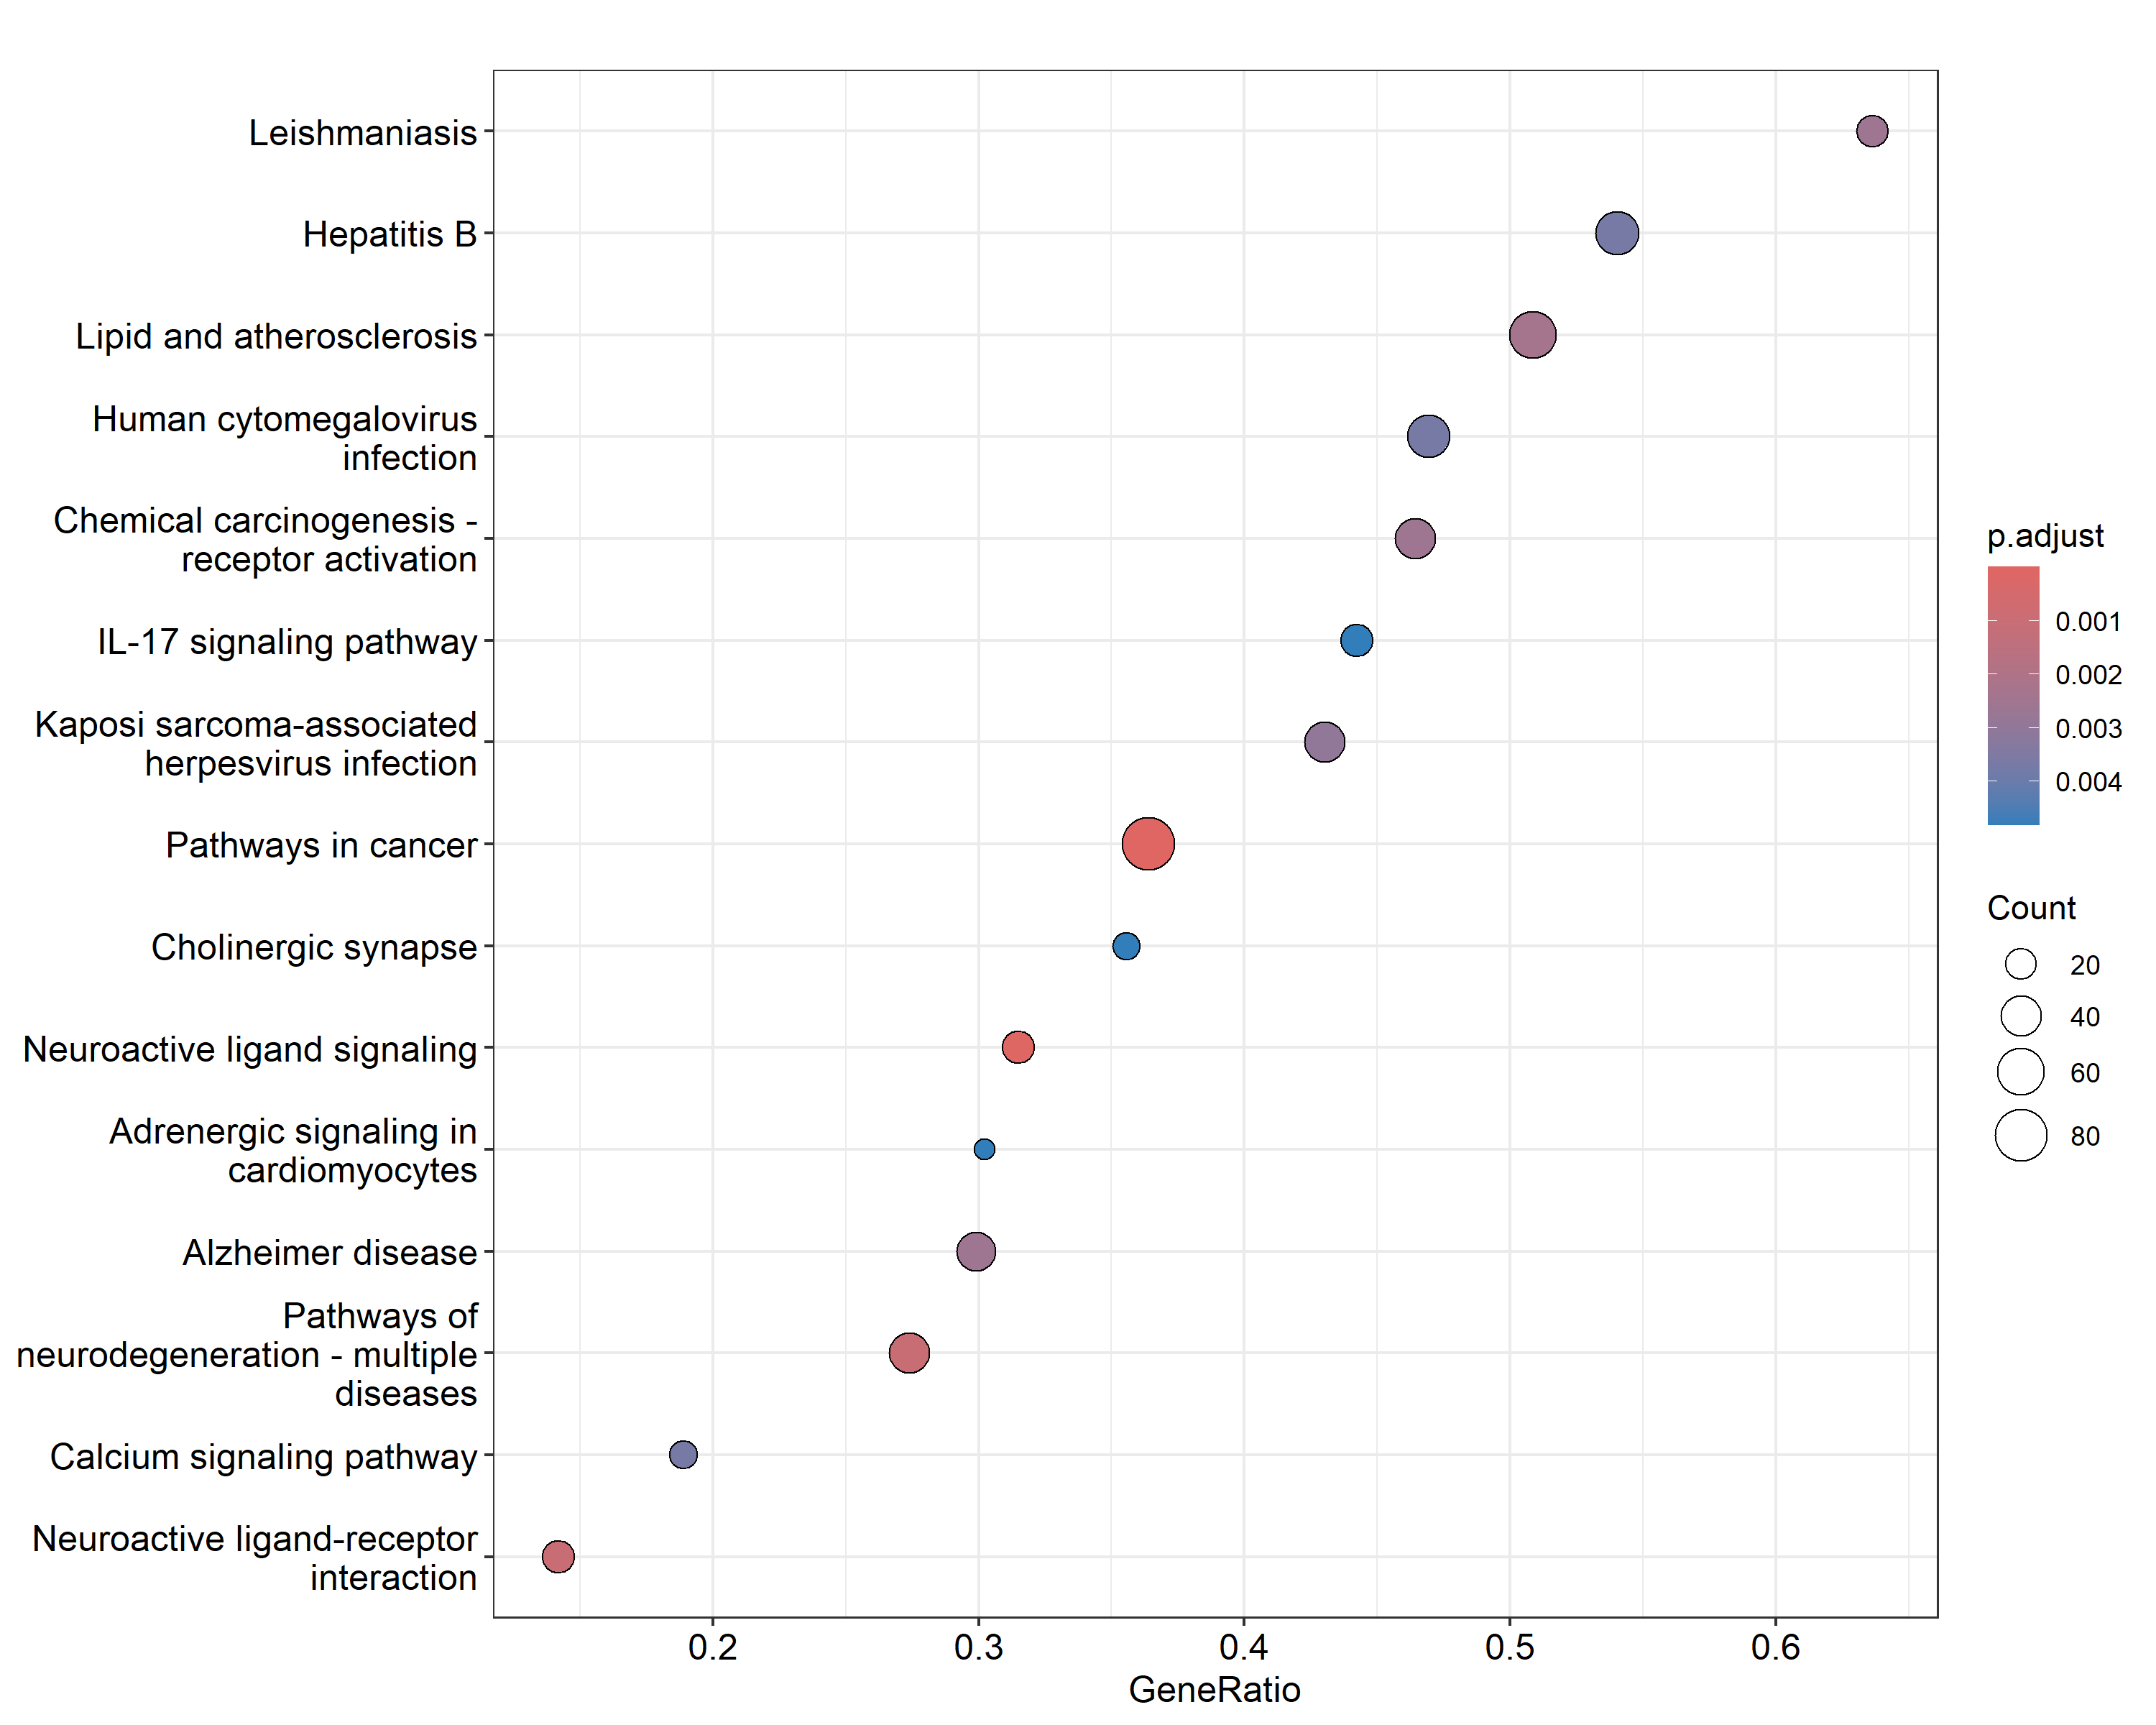 Leishmaniasis
Hepatitis B
Lipid and atherosclerosis
Human cytomegalovirus
infection
Chemical carcinogenesis -
receptor activation
IL-17 signaling pathway
Kaposi sarcoma-associated
herpesvirus infection
Pathways in cancer
Cholinergic synapse
Neuroactive ligand signaling
Adrenergic signaling in
cardiomyocytes
Alzheimer disease
Pathways of
neurodegeneration - multiple
diseases
Calcium signaling pathway
Neuroactive ligand-receptor
interaction
0.2 0.3 0.4 0.5 0.6
GeneRatio
p.adjust
0.001
0.002
0.003
0.004
Count
20
40
60
80